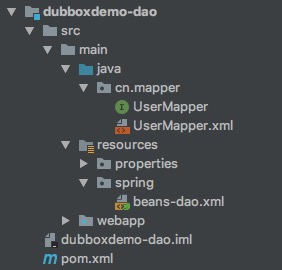 dubboxdemo-dao
src
main
java
cn.mapper
UserMapper
UserMapper.xml
resources
properties
spring
beans-dao.xml
webapp
dubboxdemo-dao.iml
m pom.xml